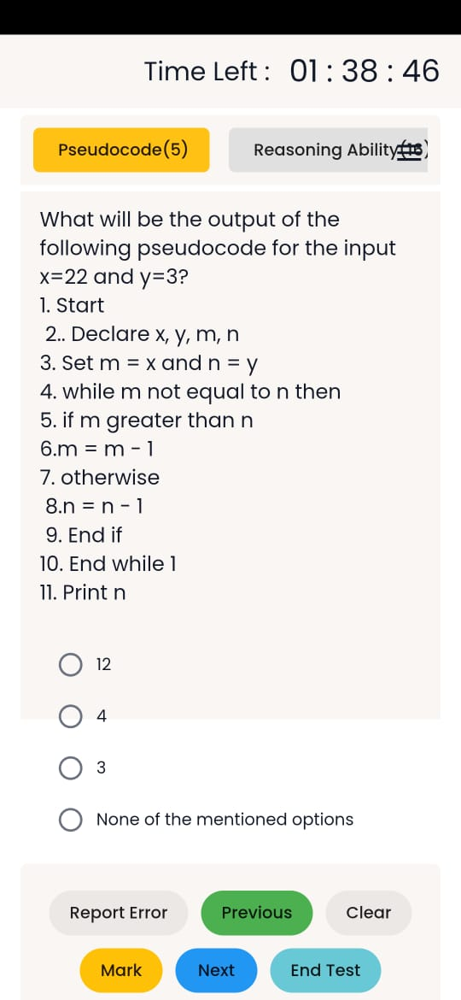 Time Left : 01 : 38 : 46
Pseudocode(5) Reasoning Ability(16)
What will be the output of the
following pseudocode for the input
x=22 and y=3?
1. Start
2.. Declare x, y, m, n
3. Set m = x and n = y
4. while m not equal to n then
5. if m greater than n
6.m = m - 1
7. otherwise
8.n = n - 1
9. End if
10. End while 1
11. Print n
12
4
3
None of the mentioned options
Report Error Previous Clear
Mark Next End Test